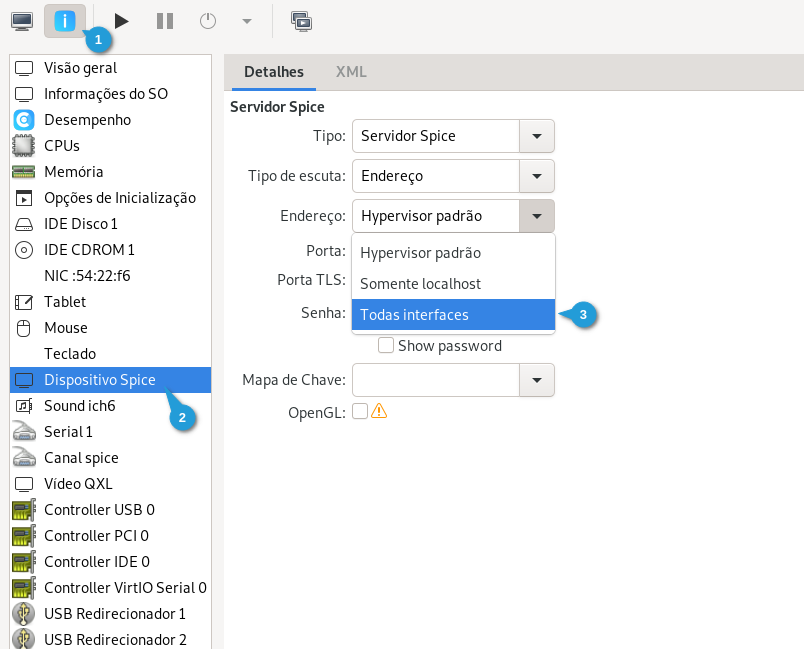 i
1
Visão geral
Informações do SO
Desempenho
CPUs
Memória
Opções de Inicialização
IDE Disco 1
IDE CDROM 1
NIC :54:22:f6
Tablet
Mouse
Teclado
Dispositivo Spice
2
Sound ich6
Serial 1
Canal spice
Vídeo QXL
Controller USB 0
Controller PCI 0
Controller IDE 0
Controller VirtIO Serial 0
USB Redirecionador 1
USB Redirecionador 2
Detalhes XML
Servidor Spice
Tipo: Servidor Spice
Tipo de escuta: Endereço
Endereço: Hypervisor padrão
Porta: Hypervisor padrão
Porta TLS: Somente localhost
Senha: Todas interfaces 3
Show password
Mapa de Chave:
OpenGL: